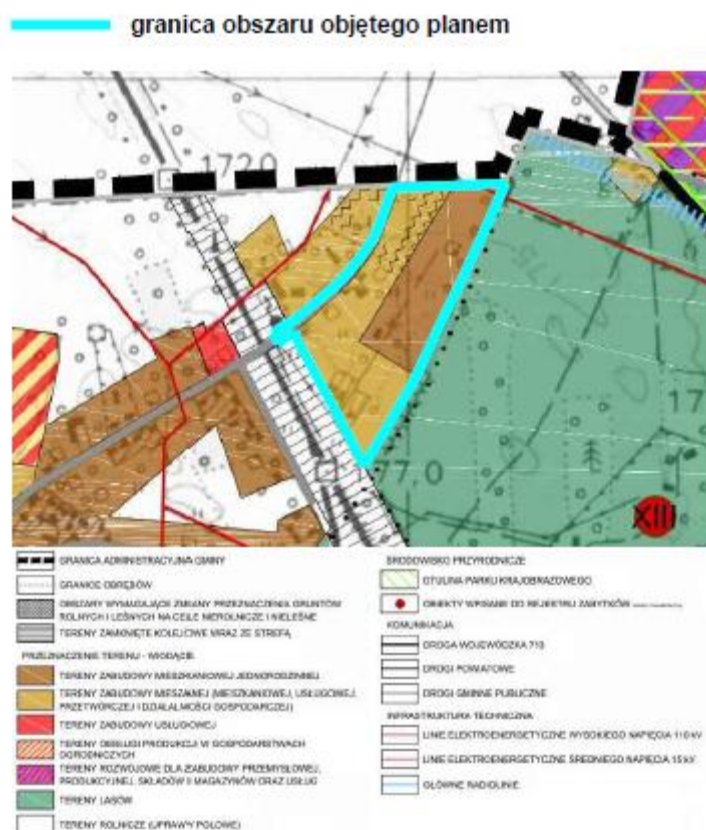 granica obszaru objętego planem
172,0
177,0
17
XIII
GRANICA ADMINISTRACYJNA GMINY
GRANICE OBRĘBÓW
OBSZARY WYMAGAJĄCE ZMIANY PRZEZNACZENIA GRUNTÓW
ROLNYCH I LEŚNYCH NA CELE NIEROLNICZE I NIELEŚNE
TERENY ZAMKNIĘTE KOLEJOWE WRAZ ZE STREFĄ
PRZEZNACZENIE TERENU - WIODĄCE
TERENY ZABUDOWY MIESZKANIOWEJ JEDNORODZINNEJ
TERENY ZABUDOWY MIESZANEJ (MIESZKANIOWEJ, USŁUGOWEJ,
PRZETWÓRCZEJ I DZIAŁALNOŚCI GOSPODARCZEJ)
TERENY ZABUDOWY USŁUGOWEJ
TERENY OBSŁUGI PRODUKCJI W GOSPODARSTWACH
OGRODNICZYCH
TERENY ROZWOJOWE DLA ZABUDOWY PRZEMYSŁOWEJ,
PRODUKCYJNEJ, SKŁADÓW I MAGAZYNÓW ORAZ USŁUG
TERENY LASÓW
TERENY ROLNICZE (UPRAWY POLOWE)
ŚRODOWISKO PRZYRODNICZE
OTULINA PARKU KRAJOBRAZOWEGO
OBIEKTY WPISANE DO REJESTRU ZABYTKÓW
KOMUNIKACJA
DROGA WOJEWÓDZKA 713
DROGI POWIATOWE
DROGI GMINNE PUBLICZNE
INFRASTRUKTURA TECHNICZNA
LINIE ELEKTROENERGETYCZNE WYSOKIEGO NAPIĘCIA 110 kV
LINIE ELEKTROENERGETYCZNE ŚREDNIEGO NAPIĘCIA 15 kV
GŁÓWNE RADIOLINIE